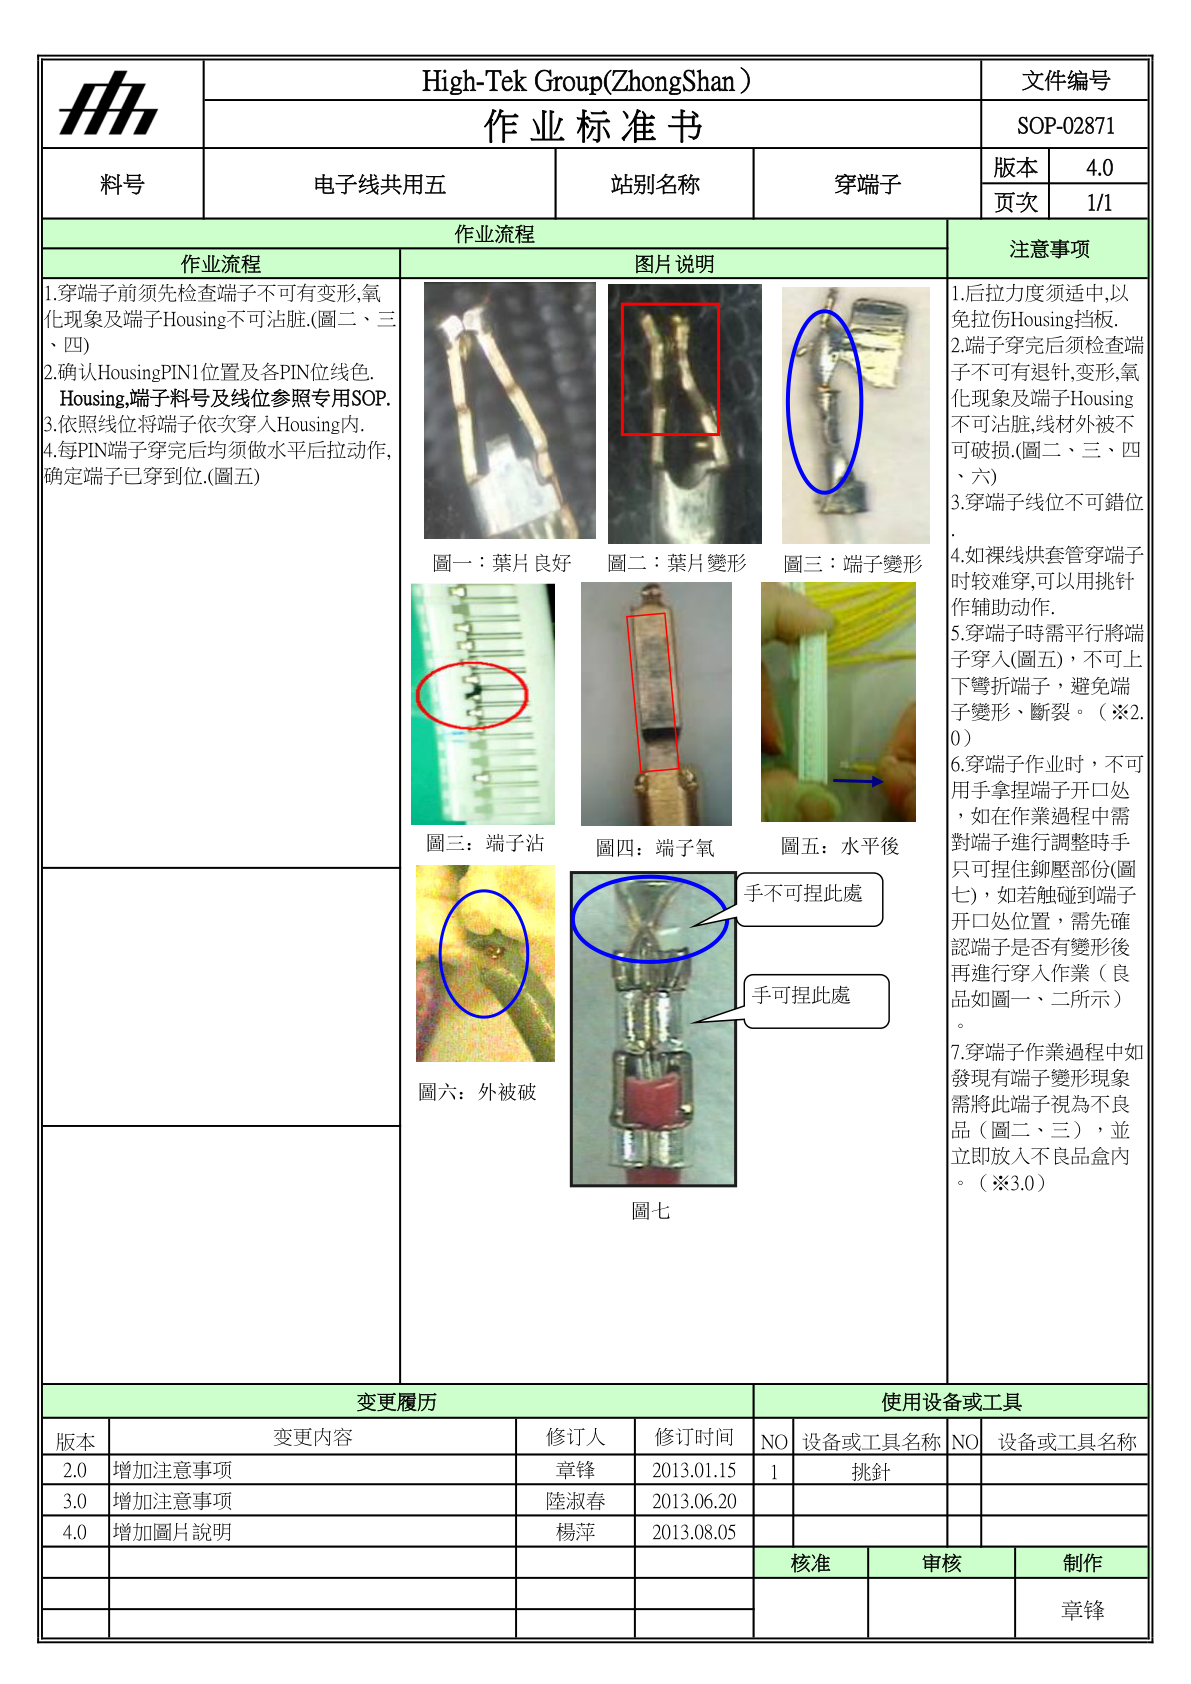 High-Tek Group(ZhongShan）
文件编号
作业标准书
SOP-02871
料号
电子线共用五
站别名称
穿端子
版本
4.0
页次
1/1
作业流程
注意事项
作业流程
图片说明
1.穿端子前须先检查端子不可有变形,氧
化现象及端子Housing不可沾脏.(圖二、三
、四)
2.确认HousingPIN1位置及各PIN位线色.
Housing,端子料号及线位参照专用SOP.
3.依照线位将端子依次穿入Housing内.
4.每PIN端子穿完后均须做水平后拉动作,
确定端子已穿到位.(圖五)
圖一：葉片良好
圖二：葉片變形
圖三：端子變形
圖三：端子沾
圖四：端子氧
圖五：水平後
手不可捏此處
手可捏此處
圖六：外被破
圖七
1.后拉力度须适中,以
免拉伤Housing挡板.
2.端子穿完后须检查端
子不可有退针,变形,氧
化现象及端子Housing
不可沾脏,线材外被不
可破损.(圖二、三、四
、六)
3.穿端子线位不可錯位
.
4.如裸线烘套管穿端子
时较难穿,可以用挑针
作辅助动作.
5.穿端子時需平行將端
子穿入(圖五)，不可上
下彎折端子，避免端
子變形、斷裂。（※2.
0）
6.穿端子作业时，不可
用手拿捏端子开口处
，如在作業過程中需
對端子進行調整時手
只可捏住鉚壓部份(圖
七)，如若触碰到端子
开口处位置，需先確
認端子是否有變形後
再進行穿入作業（良
品如圖一、二所示）
。
7.穿端子作業過程中如
發現有端子變形現象
需將此端子視為不良
品（圖二、三），並
立即放入不良品盒內
。（※3.0）
变更履历
使用设备或工具
版本
变更内容
修订人
修订时间
NO
设备或工具名称
NO
设备或工具名称
2.0
增加注意事项
章锋
2013.01.15
1
挑針
3.0
增加注意事项
陸淑春
2013.06.20
4.0
增加圖片說明
楊萍
2013.08.05
核准
审核
制作
章锋